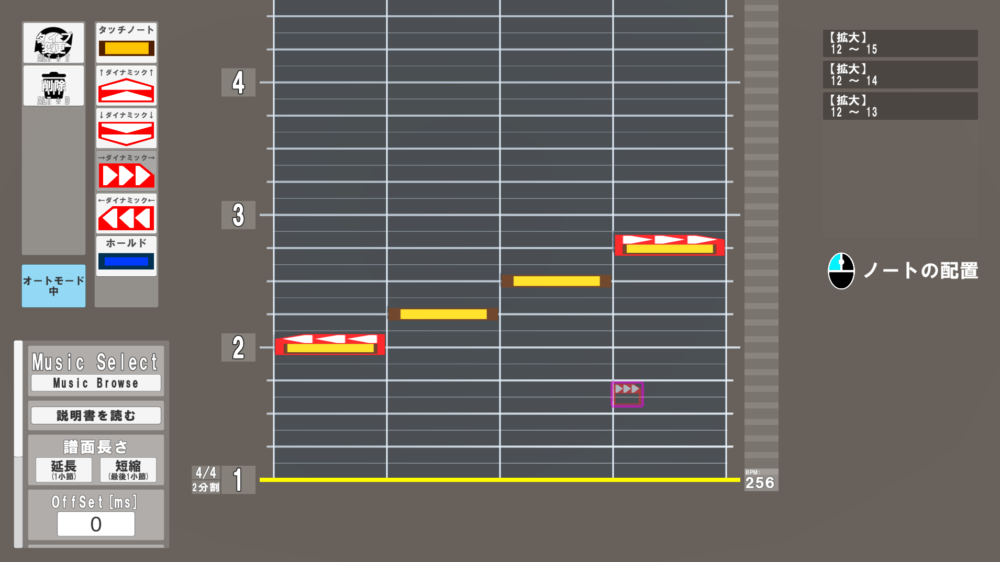 タイプ
変更
ALT + T
削除
ALT + D
オートモード
中
タッチノート
↑ダイナミック↑
↓ダイナミック↓
→ダイナミック→
←ダイナミック←
ホールド
Music Select
Music Browse
説明書を読む
譜面長さ
延長
(1小節)
短縮
(最後1小節)
OffSet[ms]
0
4
3
2
4/4
2分割
1
BPM:
256
【拡大】
12 ～ 15
【拡大】
12 ～ 14
【拡大】
12 ～ 13
ノートの配置